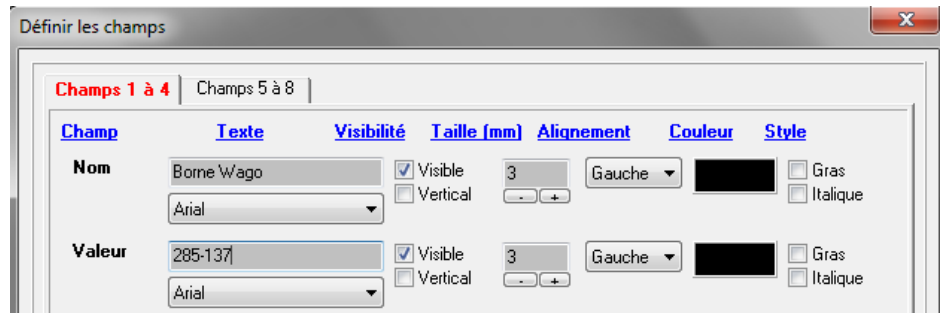 Définir les champs
Champs 1 à 4 Champs 5 à 8
Champ Texte Visibilité Taille (mm) Alignement Couleur Style
Nom Borne Wago Visible 3 Gauche Gras
Vertical - + Italique
Arial
Valeur 285-137 Visible 3 Gauche Gras
Vertical - + Italique
Arial